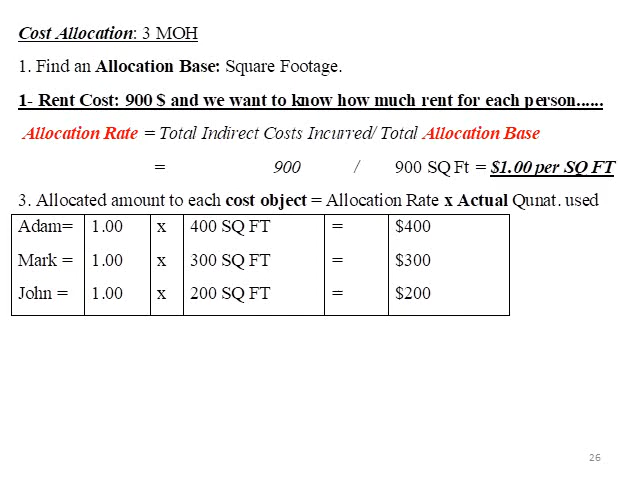 Cost Allocation: 3 MOH
1. Find an Allocation Base: Square Footage.
1- Rent Cost: 900 $ and we want to know how much rent for each person......
Allocation Rate = Total Indirect Costs Incurred/ Total Allocation Base
= 900 / 900 SQ Ft = $1.00 per SQ FT
3. Allocated amount to each cost object = Allocation Rate x Actual Qunat. used
Adam= 1.00 x 400 SQ FT = $400
Mark = 1.00 x 300 SQ FT = $300
John = 1.00 x 200 SQ FT = $200
26